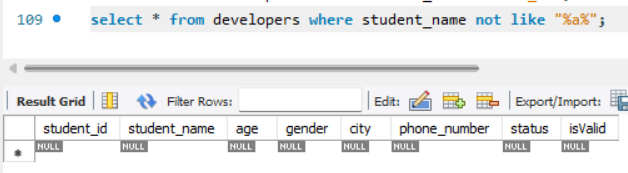 109 select * from developers where student_name not like "%a%";
Result Grid Filter Rows: Edit: Export/Import:
student_id student_name age gender city phone_number status isValid
* NULL NULL NULL NULL NULL NULL NULL NULL